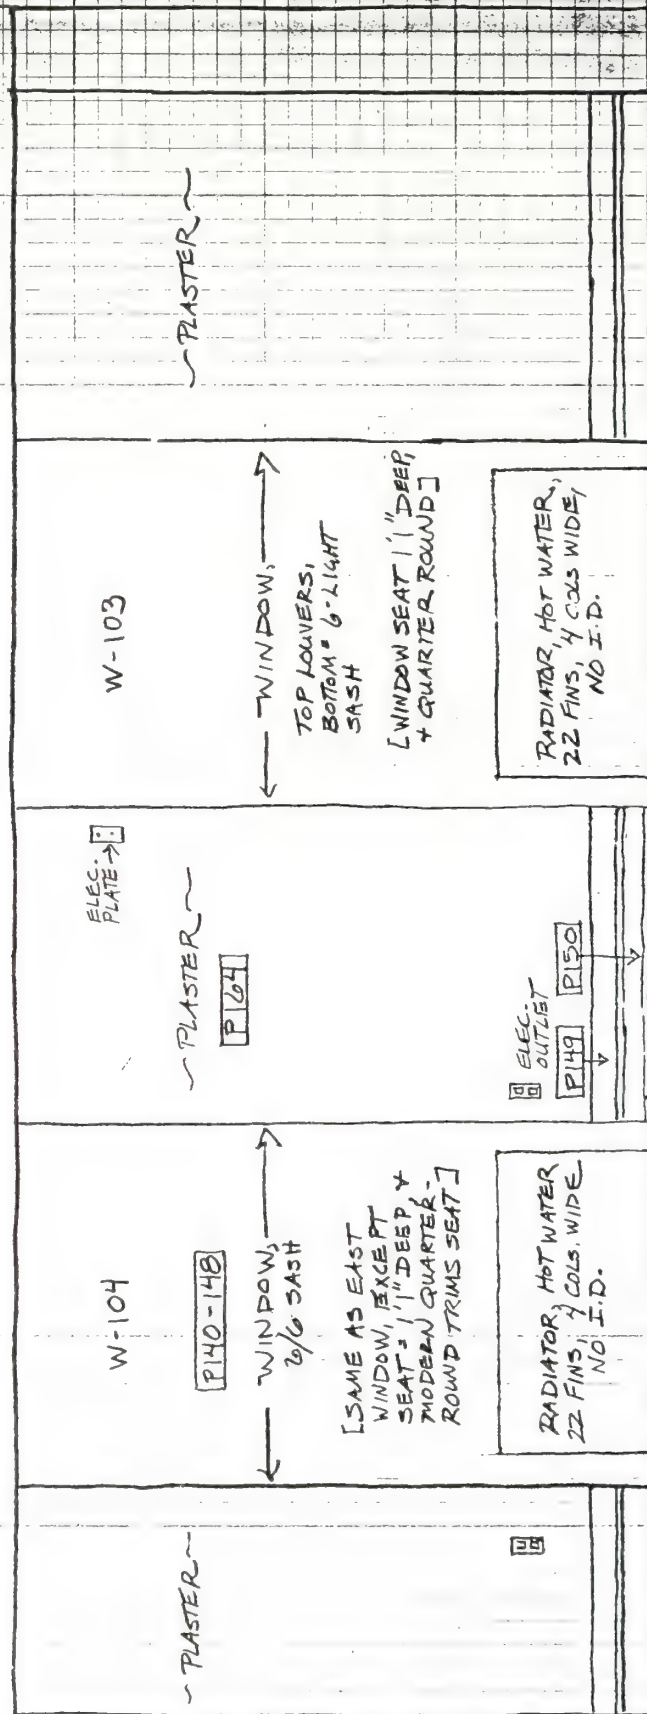 ~PLASTER~
W-104
P140-148
WINDOW,
6/6 SASH
[SAME AS EAST
WINDOW, EXCEPT
SEAT = 1'1" DEEP, +
MODERN QUARTER-
ROUND TRIMS SEAT]
RADIATOR, HOT WATER
22 FINS, 4 COLS. WIDE
NO I.D.
ELEC.
PLATE
~PLASTER~
P164
ELEC.
OUTLET
P149
P150
W-103
WINDOW,
TOP LOUVERS,
BOTTOM = 6-LIGHT
SASH
[WINDOW SEAT 1'1" DEEP,
+ QUARTER ROUND]
RADIATOR, HOT WATER,
22 FINS, 4 COLS WIDE,
NO I.D.
~PLASTER~